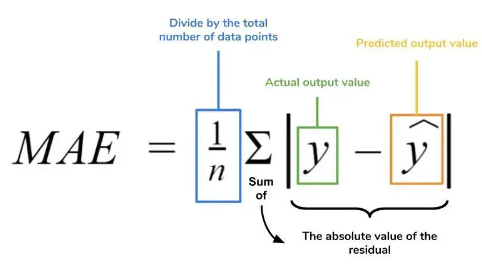 Divide by the total
number of data points
Predicted output value
Actual output value
MAE = 1/n Σ |y − ŷ|
Sum
of
The absolute value of the
residual